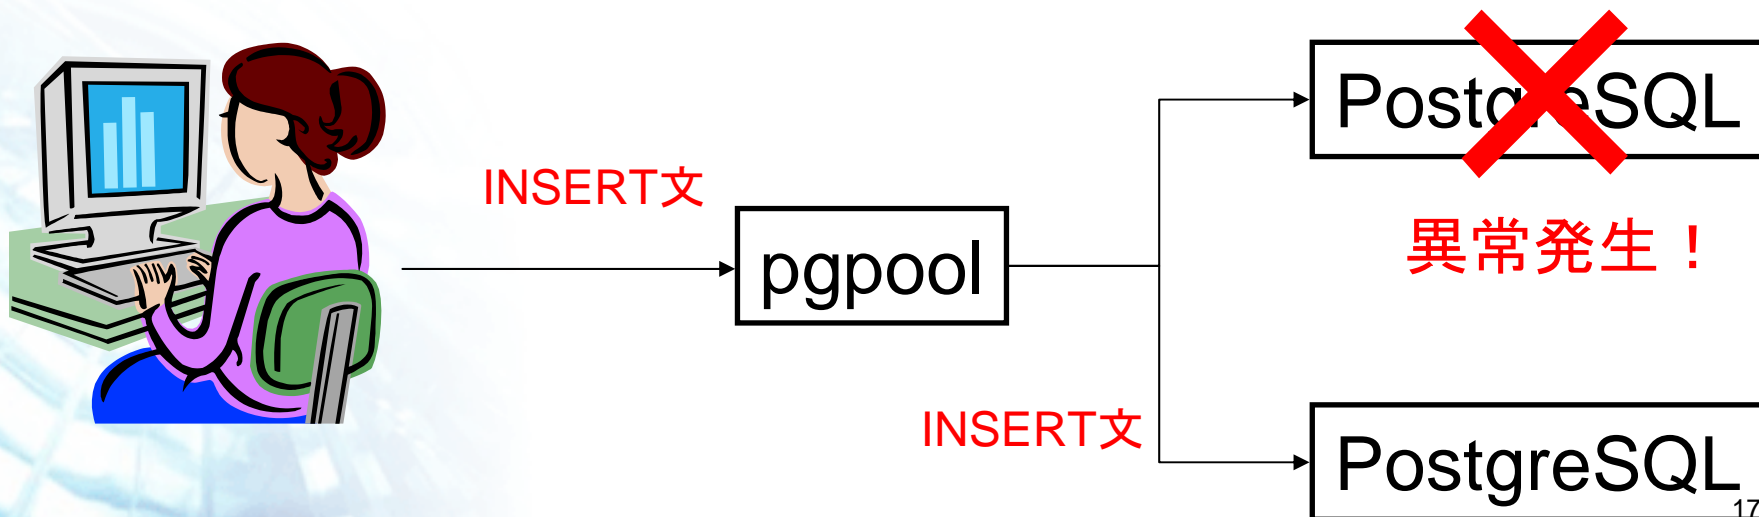 PostgreSQL
INSERT文
異常発生！
pgpool
INSERT文
PostgreSQL
17